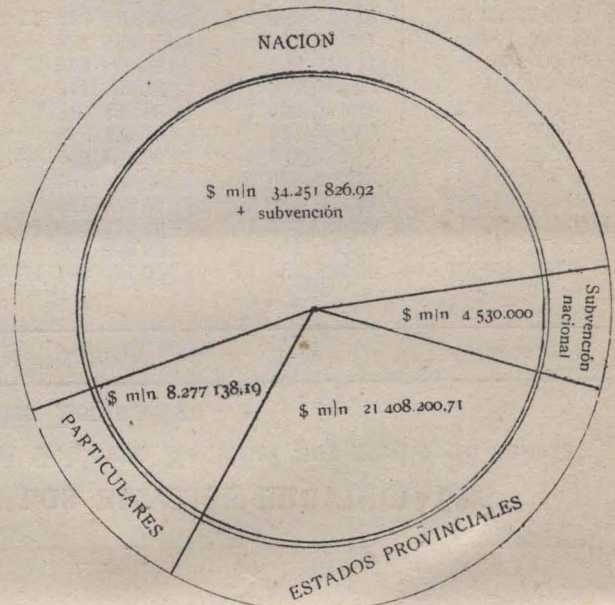 NACION
$ m|n 34.251 826.92
+ subvención
$ m|n 4 530.000
Subvención
nacional
$ m|n 8.277 138,19
$ m|n 21 408.200,71
PARTICULARES
ESTADOS PROVINCIALES